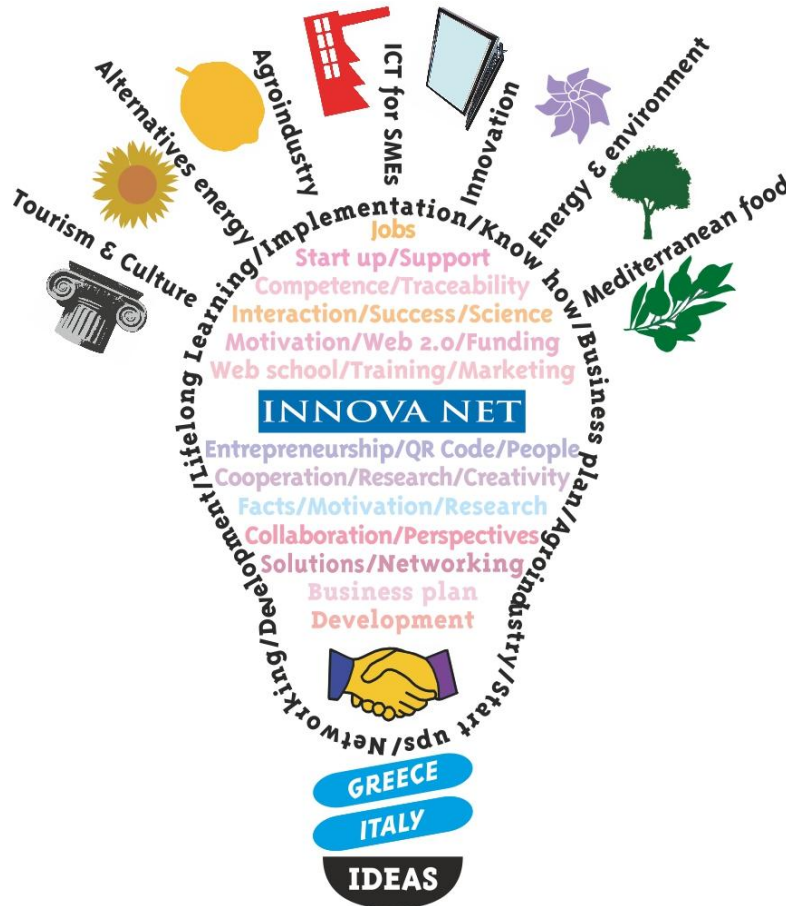 Tourism & Culture
Alternatives energy
Agroindustry
ICT for SMEs
Innovation
Energy & environment
Mediterranean food
Networking/Development/Lifelong Learning/Implementation/Know how/Business plan/Agroindustry/Start ups/
Jobs
Start up/Support
Competence/Traceability
Interaction/Success/Science
Motivation/Web 2.0/Funding
Web school/Training/Marketing
INNOVA NET
Entrepreneurship/QR Code/People
Cooperation/Research/Creativity
Facts/Motivation/Research
Collaboration/Perspectives
Solutions/Networking
Business plan
Development
GREECE
ITALY
IDEAS